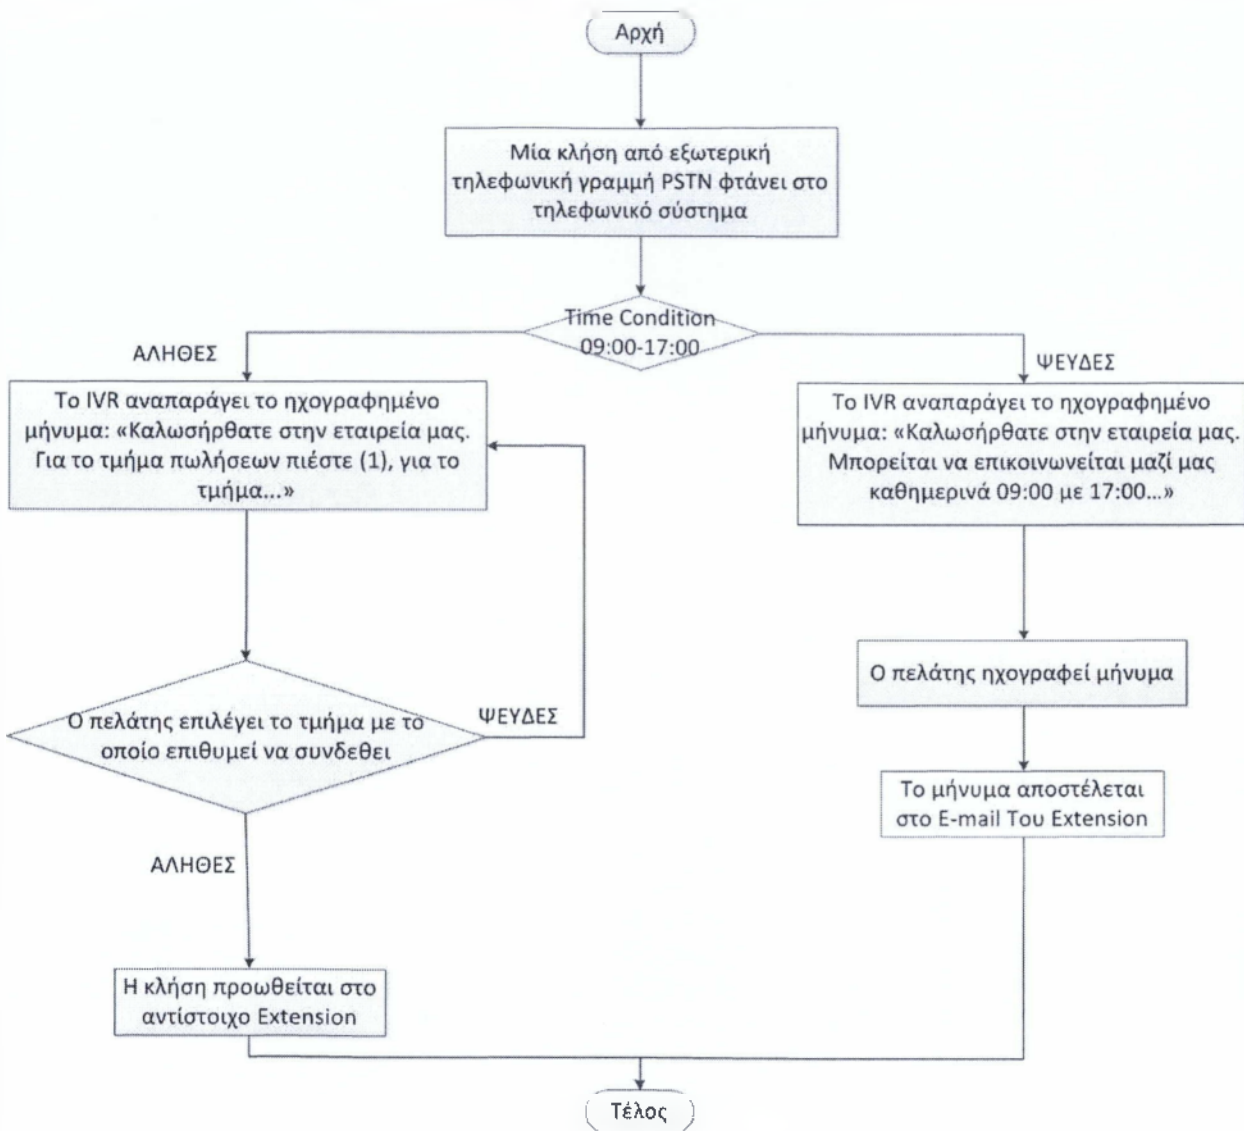 Αρχή
Μία κλήση από εξωτερική
τηλεφωνική γραμμή PSTN φτάνει στο
τηλεφωνικό σύστημα
Time Condition
09:00-17:00
ΑΛΗΘΕΣ
ΨΕΥΔΕΣ
Το IVR αναπαράγει το ηχογραφημένο
μήνυμα: «Καλωσήρθατε στην εταιρεία μας.
Για το τμήμα πωλήσεων πιέστε (1), για το
τμήμα...»
Το IVR αναπαράγει το ηχογραφημένο
μήνυμα: «Καλωσήρθατε στην εταιρεία μας.
Μπορείται να επικοινωνείται μαζί μας
καθημερινά 09:00 με 17:00...»
Ο πελάτης επιλέγει το τμήμα με το
οποίο επιθυμεί να συνδεθει
ΨΕΥΔΕΣ
Ο πελάτης ηχογραφεί μήνυμα
Το μήνυμα αποστέλεται
στο E-mail Του Extension
ΑΛΗΘΕΣ
Η κλήση προωθείται στο
αντίστοιχο Extension
Τέλος